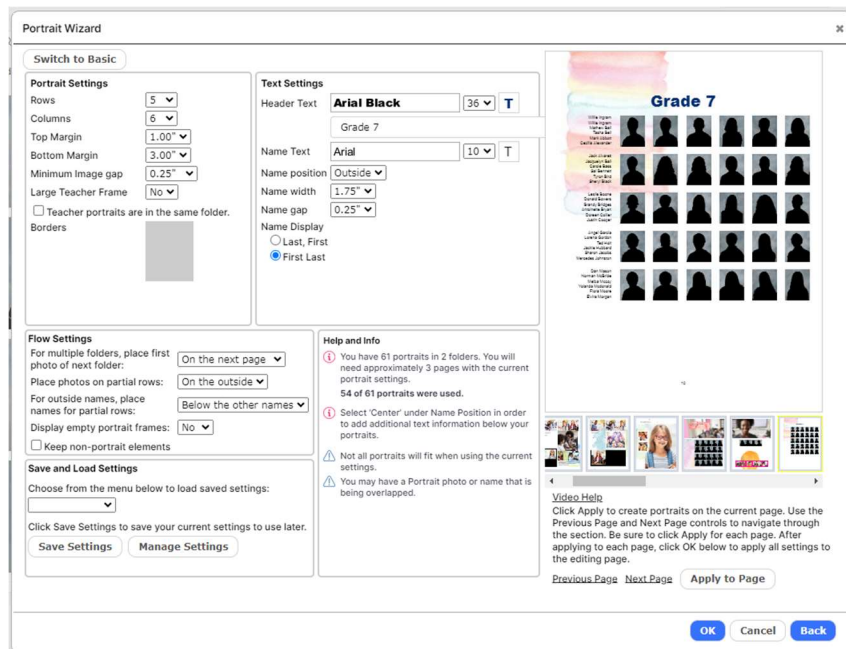 Portrait Wizard
Switch to Basic
Portrait Settings
Rows
5
Columns
6
Top Margin
1.00"
Bottom Margin
3.00"
Minimum Image gap
0.25"
Large Teacher Frame
No
Teacher portraits are in the same folder.
Borders
Text Settings
Header Text
Arial Black
36
T
Grade 7
Name Text
Arial
10
T
Name position
Outside
Name width
1.75"
Name gap
0.25"
Name Display
Last, First
First Last
Flow Settings
For multiple folders, place first
photo of next folder:
On the next page
Place photos on partial rows:
On the outside
For outside names, place
names for partial rows:
Below the other names
Display empty portrait frames:
No
Keep non-portrait elements
Save and Load Settings
Choose from the menu below to load saved settings:
Click Save Settings to save your current settings to use later.
Save Settings
Manage Settings
Help and Info
You have 61 portraits in 2 folders. You will
need approximately 3 pages with the current
portrait settings.
54 of 61 portraits were used.
Select 'Center' under Name Position in order
to add additional text information below your
portraits.
Not all portraits will fit when using the current
settings.
You may have a Portrait photo or name that is
being overlapped.
Grade 7
Video Help
Click Apply to create portraits on the current page. Use the
Previous Page and Next Page controls to navigate through
the section. Be sure to click Apply for each page. After
applying to each page, click OK below to apply all settings to
the editing page.
Previous Page
Next Page
Apply to Page
OK
Cancel
Back